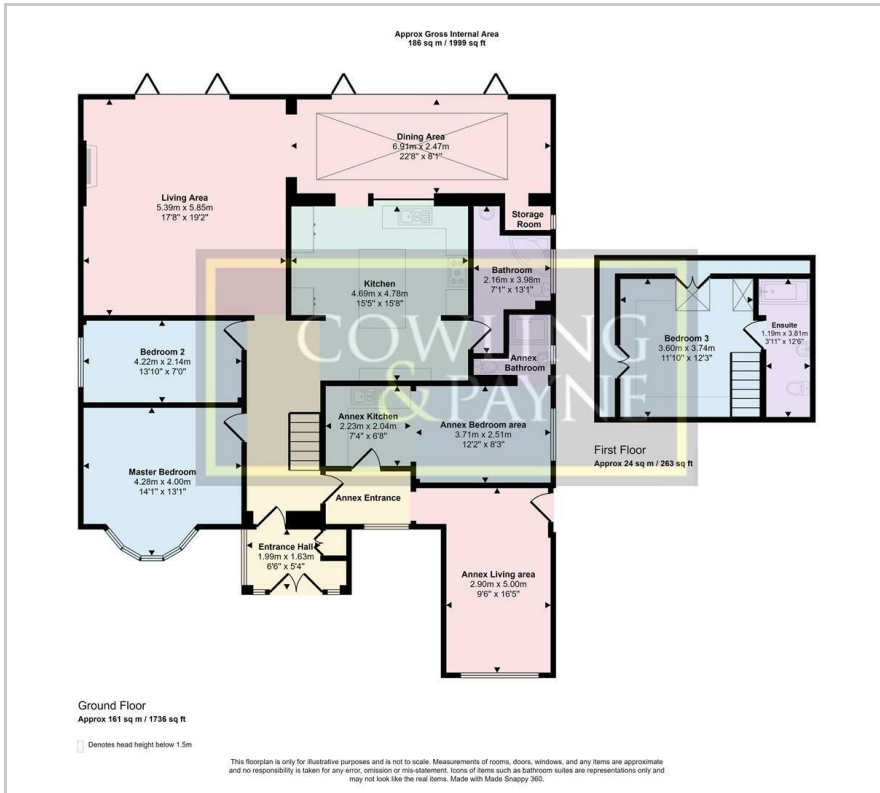 Approx Gross Internal Area
186 sq m / 1999 sq ft
Dining Area
6.91m x 2.47m
22'8" x 8'1"
Living Area
5.39m x 5.85m
17'8" x 19'2"
Storage
Room
Kitchen
4.69m x 4.78m
15'5" x 15'8"
Bathroom
2.16m x 3.98m
7'1" x 13'1"
Annex
Bathroom
Bedroom 2
4.22m x 2.14m
13'10" x 7'0"
COWLING
& PAYNE
Annex Kitchen
2.23m x 2.04m
7'4" x 6'8"
Annex Bedroom area
3.71m x 2.51m
12'2" x 8'3"
Master Bedroom
4.28m x 4.00m
14'1" x 13'1"
Annex Entrance
Entrance Hall
1.99m x 1.63m
6'6" x 5'4"
Annex Living area
2.90m x 5.00m
9'6" x 16'5"
Bedroom 3
3.60m x 3.74m
11'10" x 12'3"
Ensuite
1.19m x 3.81m
3'11" x 12'6"
First Floor
Approx 24 sq m / 263 sq ft
Ground Floor
Approx 161 sq m / 1736 sq ft
Denotes head height below 1.5m
This floorplan is only for illustrative purposes and is not to scale. Measurements of rooms, doors, windows, and any items are approximate
and no responsibility is taken for any error, omission or mis-statement. Icons of items such as bathroom suites are representations only and
may not look like the real items. Made with Made Snappy 360.